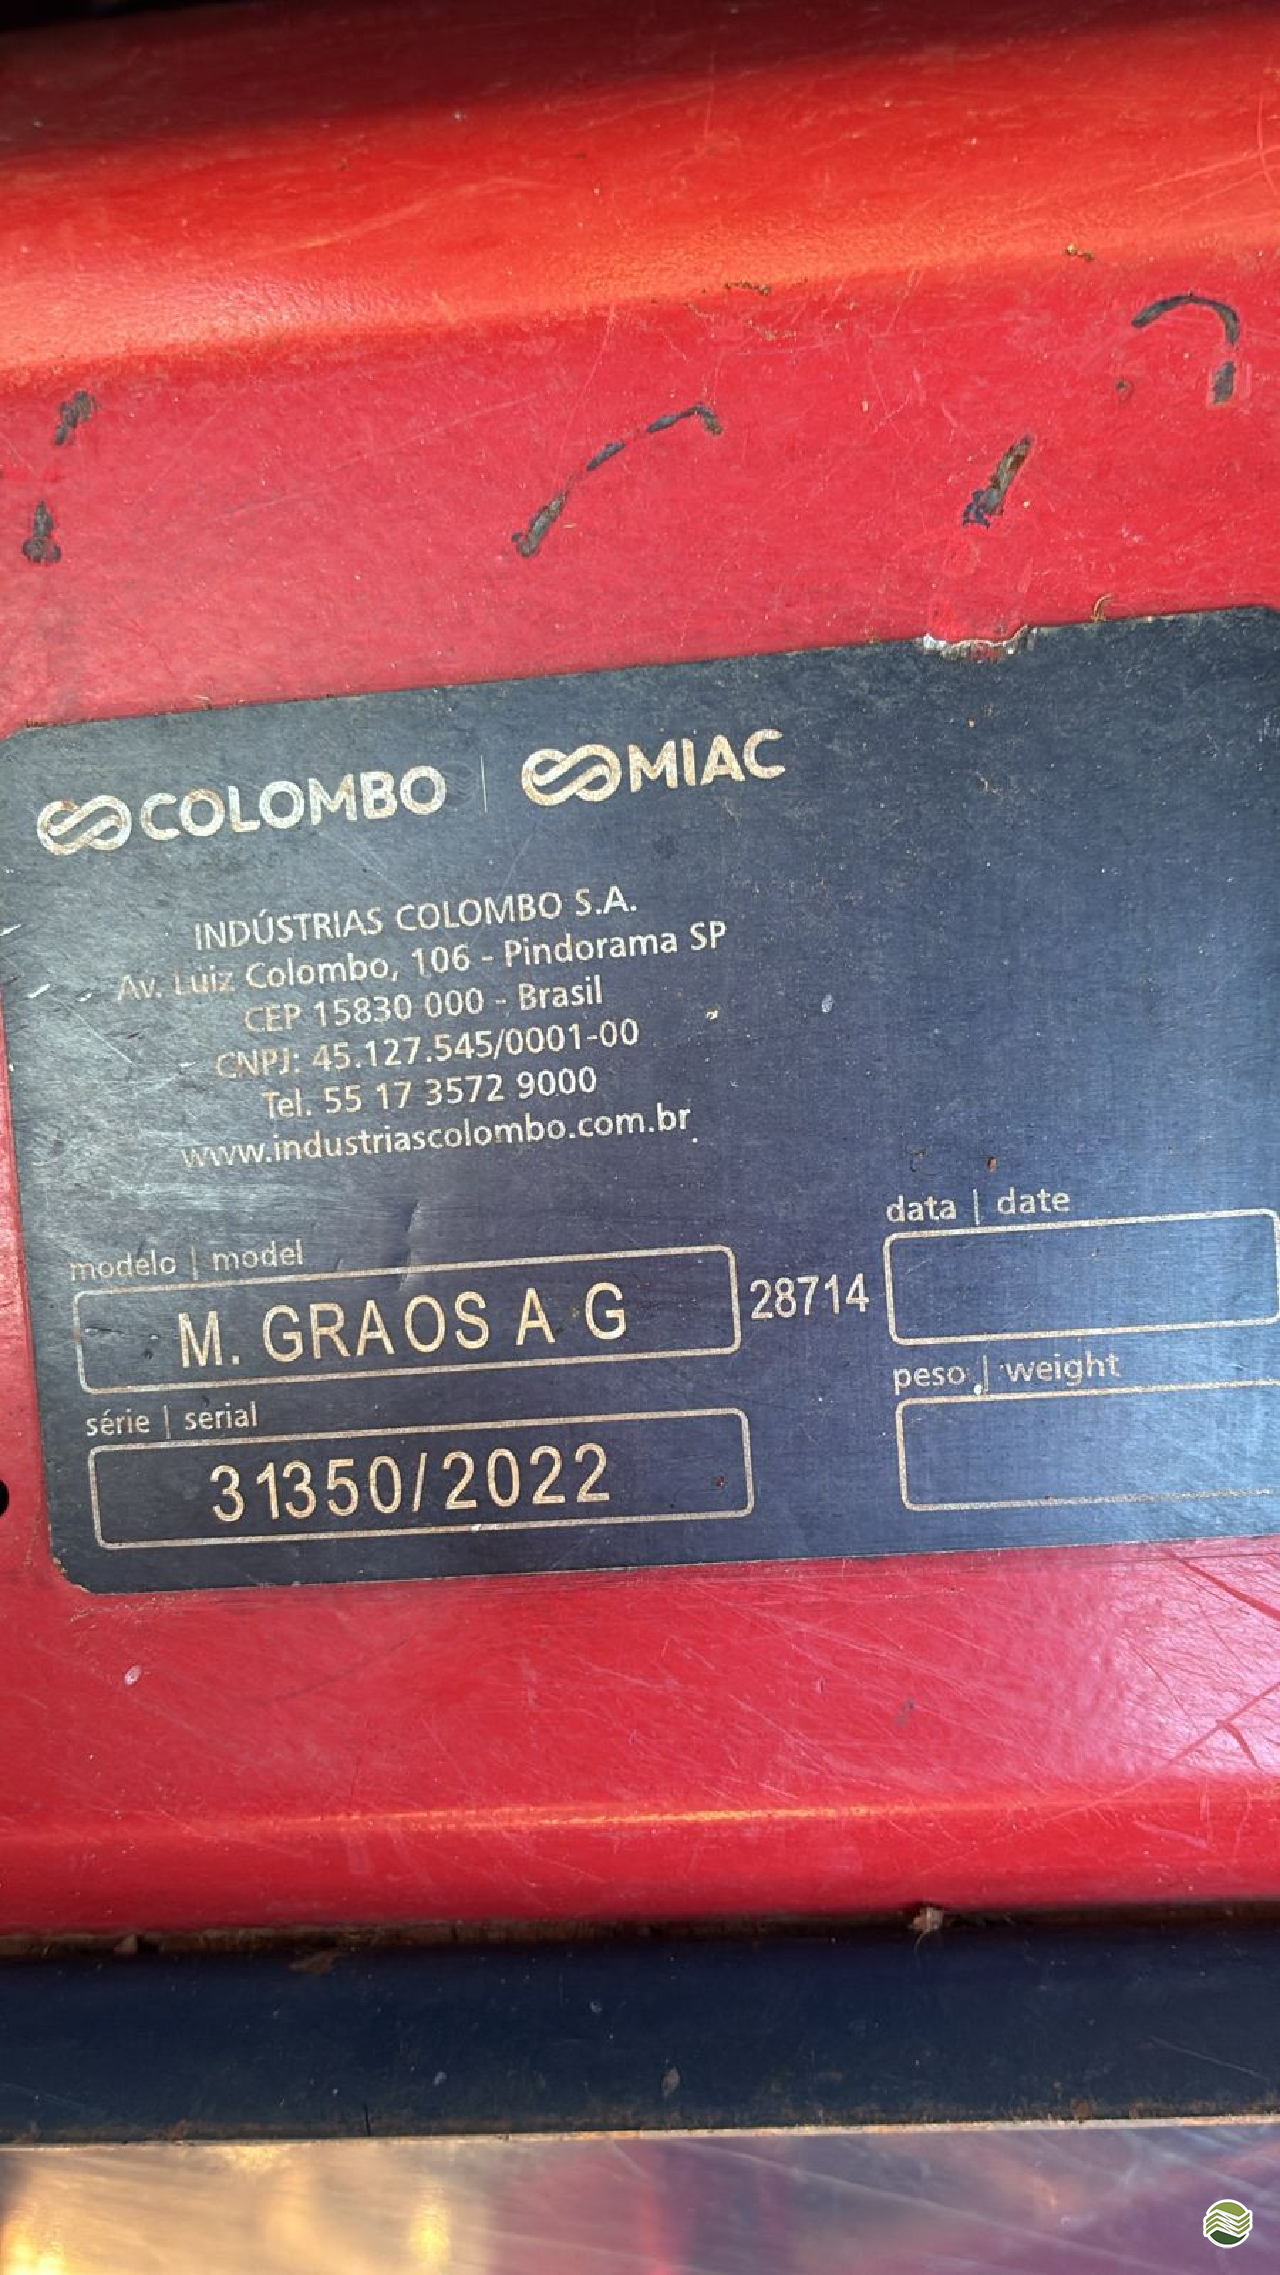 COLOMBO | MIAC
INDÚSTRIAS COLOMBO S.A.
Av. Luiz Colombo, 106 - Pindorama SP
CEP 15830 000 - Brasil
CNPJ: 45.127.545/0001-00
Tel. 55 17 3572 9000
www.industriascolombo.com.br
modelo | model
M. GRAOS A G
28714
data | date
série | serial
31350/2022
peso | weight